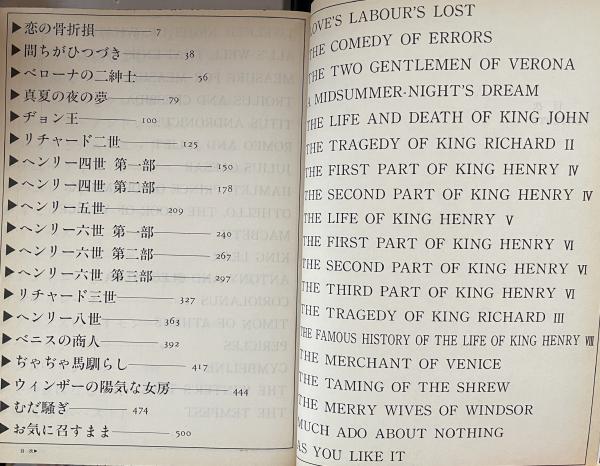 ▶恋の骨折損 7
▶間ちがひつづき 38
▶ベローナの二紳士 56
▶真夏の夜の夢 79
▶ヂョン王 100
▶リチャード二世 125
▶ヘンリー四世 第一部 150
▶ヘンリー四世 第二部 178
▶ヘンリー五世 209
▶ヘンリー六世 第一部 240
▶ヘンリー六世 第二部 267
▶ヘンリー六世 第三部 297
▶リチャード三世 327
▶ヘンリー八世 363
▶ベニスの商人 392
▶ぢゃぢゃ馬馴らし 417
▶ウィンザーの陽気な女房 444
▶むだ騒ぎ 474
▶お気に召すまま 500
目 次▶
LOVE'S LABOUR'S LOST
THE COMEDY OF ERRORS
THE TWO GENTLEMEN OF VERONA
A MIDSUMMER-NIGHT'S DREAM
THE LIFE AND DEATH OF KING JOHN
THE TRAGEDY OF KING RICHARD II
THE FIRST PART OF KING HENRY IV
THE SECOND PART OF KING HENRY IV
THE LIFE OF KING HENRY V
THE FIRST PART OF KING HENRY VI
THE SECOND PART OF KING HENRY VI
THE THIRD PART OF KING HENRY VI
THE TRAGEDY OF KING RICHARD III
THE FAMOUS HISTORY OF THE LIFE OF KING HENRY VIII
THE MERCHANT OF VENICE
THE TAMING OF THE SHREW
THE MERRY WIVES OF WINDSOR
MUCH ADO ABOUT NOTHING
AS YOU LIKE IT